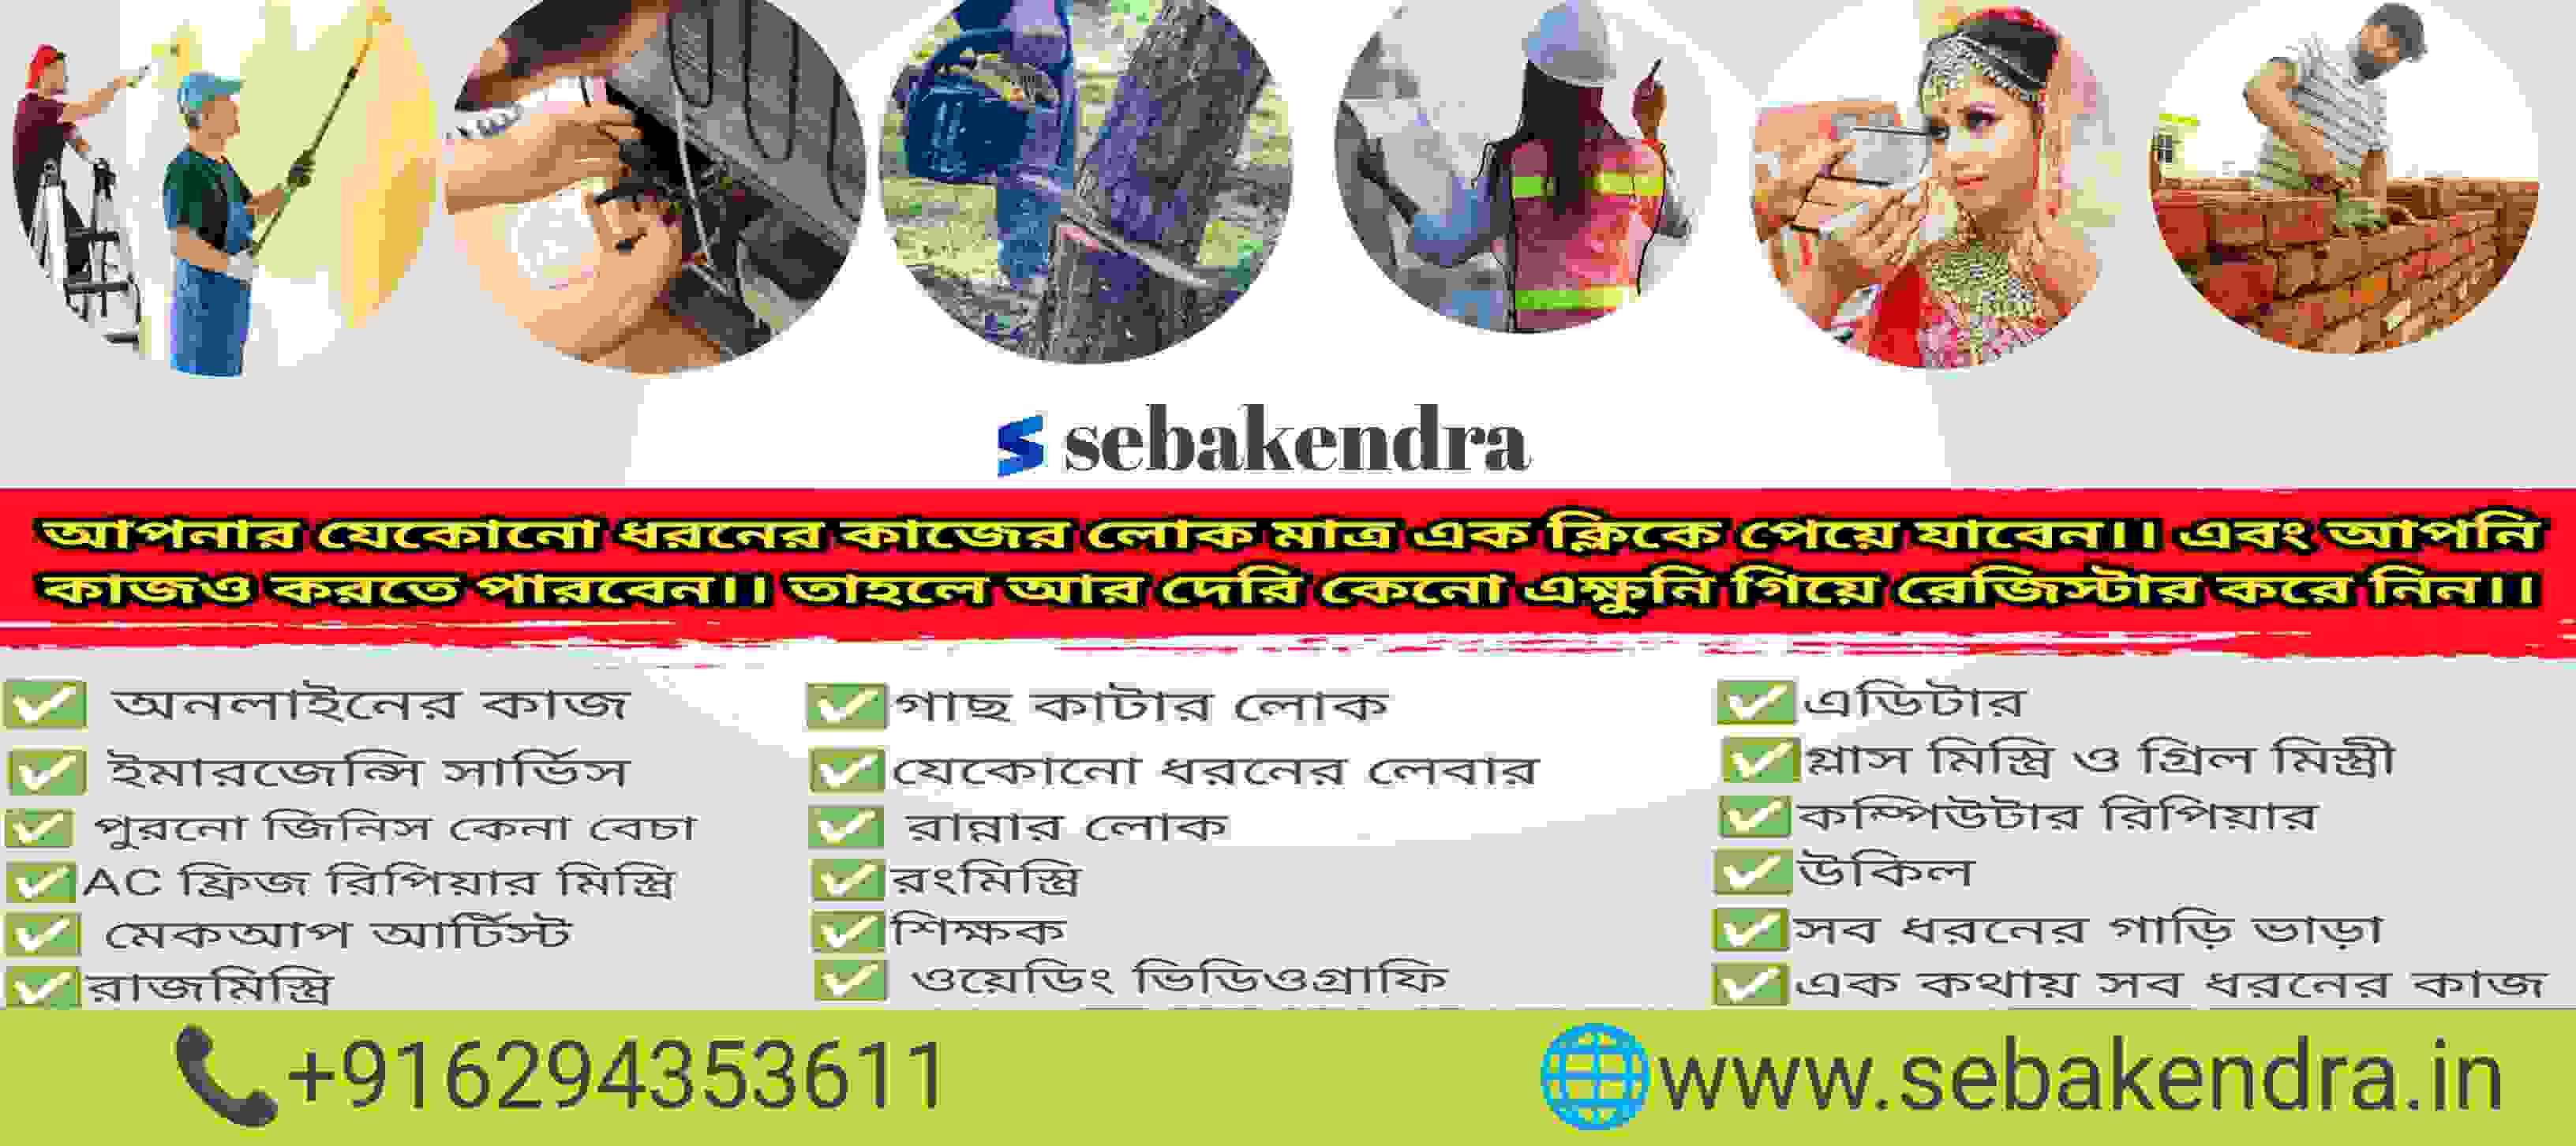 sebakendra
আপনার যেকোনো ধরনের কাজের লোক মাত্র এক ক্লিকে পেয়ে যাবেন।। এবং আপনি
কাজও করতে পারবেন।। তাহলে আর দেরি কেনো এক্ষুনি গিয়ে রেজিস্টার করে নিন।।
অনলাইনের কাজ
ইমারজেন্সি সার্ভিস
পুরনো জিনিস কেনা বেচা
AC ফ্রিজ রিপিয়ার মিস্ত্রি
মেকআপ আর্টিস্ট
রাজমিস্ত্রি
গাছ কাটার লোক
যেকোনো ধরনের লেবার
রান্নার লোক
রংমিস্ত্রি
শিক্ষক
ওয়েডিং ভিডিওগ্রাফি
এডিটার
গ্লাস মিস্ত্রি ও গ্রিল মিস্ত্রী
কম্পিউটার রিপিয়ার
উকিল
সব ধরনের গাড়ি ভাড়া
এক কথায় সব ধরনের কাজ
+916294353611
www.sebakendra.in